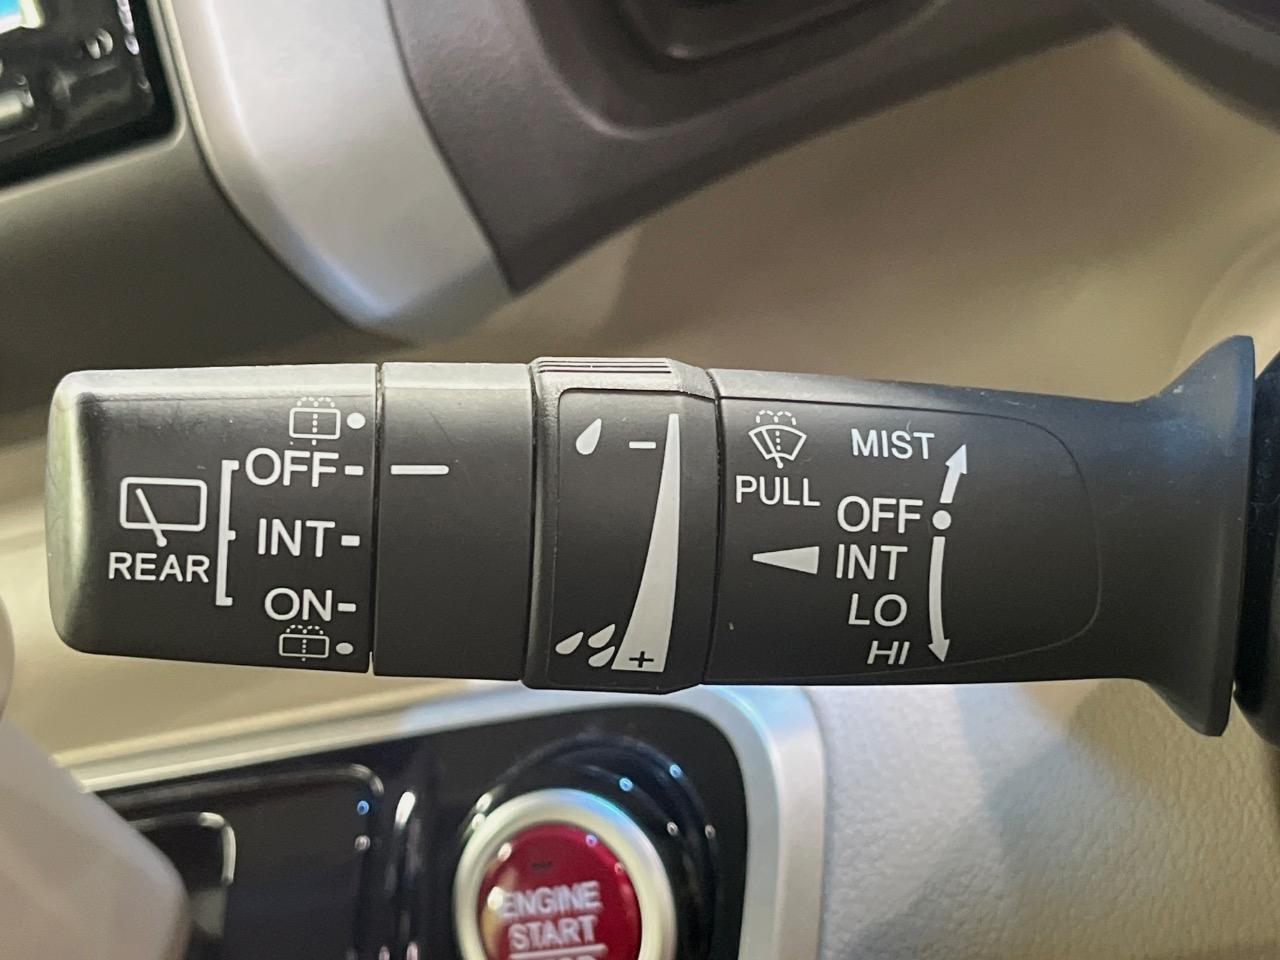 OFF
INT
ON
REAR
−
+
PULL
MIST
OFF
INT
LO
HI
ENGINE
START